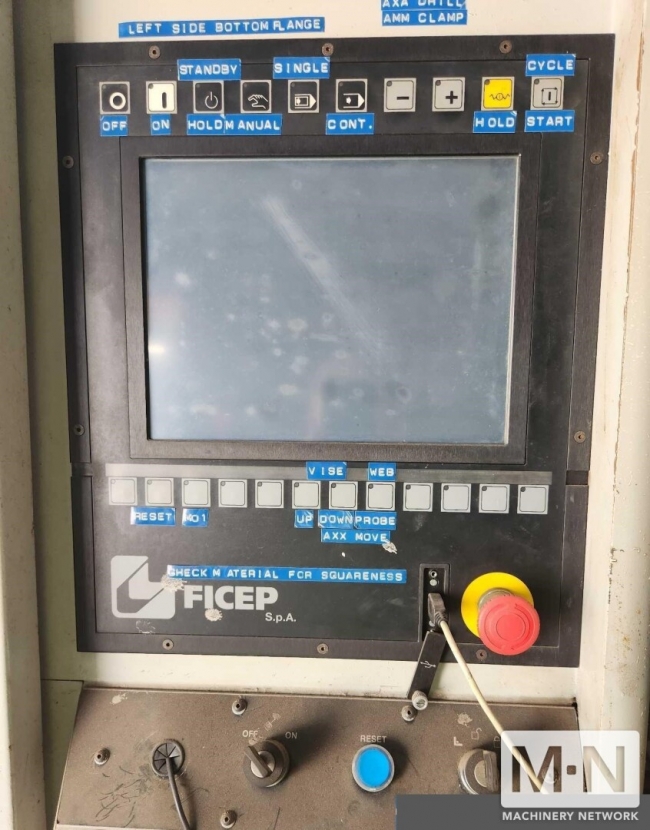 AXA DRILL
AMM CLAMP
LEFT SIDE BOTTOM FLANGE
STANDBY SINGLE CYCLE
OFF ON HOLD MANUAL CONT. HOLD START
VISE WEB
RESET M01 UP DOWN PROBE
AXX MOVE
CHECK MATERIAL FOR SQUARENESS
FICEP
S.p.A.
OFF ON RESET
M·N
MACHINERY NETWORK